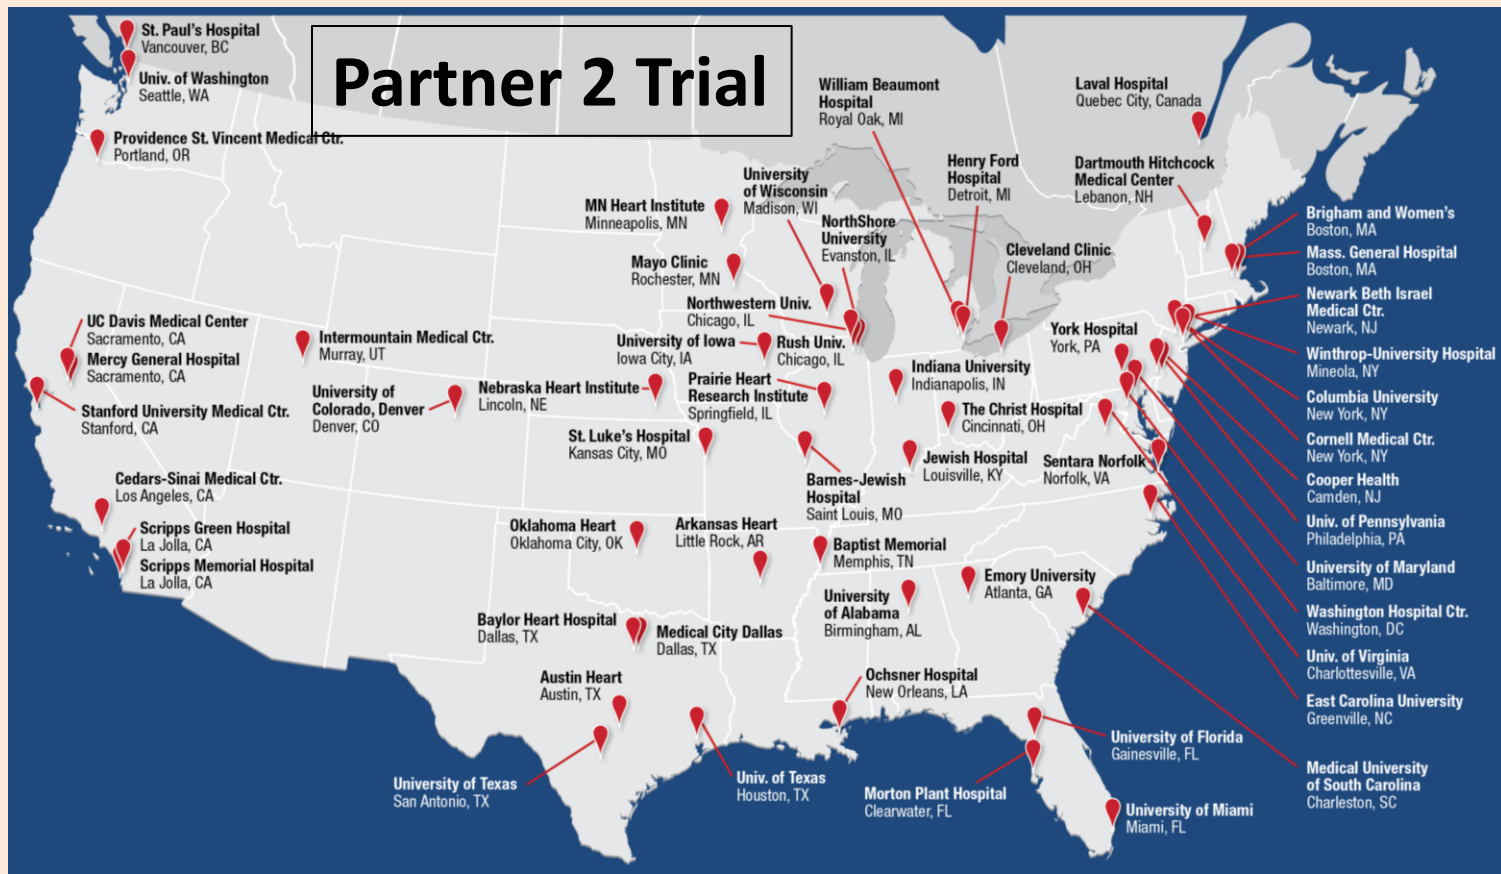 Partner 2 Trial
St. Paul's Hospital
Vancouver, BC
Univ. of Washington
Seattle, WA
Providence St. Vincent Medical Ctr.
Portland, OR
William Beaumont
Hospital
Royal Oak, MI
Laval Hospital
Quebec City, Canada
Henry Ford
Hospital
Detroit, MI
Dartmouth Hitchcock
Medical Center
Lebanon, NH
University
of Wisconsin
Madison, WI
MN Heart Institute
Minneapolis, MN
NorthShore
University
Evanston, IL
Cleveland Clinic
Cleveland, OH
Mayo Clinic
Rochester, MN
Northwestern Univ.
Chicago, IL
University of Iowa
Iowa City, IA
Rush Univ.
Chicago, IL
York Hospital
York, PA
UC Davis Medical Center
Sacramento, CA
Mercy General Hospital
Sacramento, CA
Stanford University Medical Ctr.
Stanford, CA
Intermountain Medical Ctr.
Murray, UT
University of
Colorado, Denver
Denver, CO
Nebraska Heart Institute
Lincoln, NE
Prairie Heart
Research Institute
Springfield, IL
Indiana University
Indianapolis, IN
The Christ Hospital
Cincinnati, OH
St. Luke's Hospital
Kansas City, MO
Jewish Hospital
Louisville, KY
Sentara Norfolk
Norfolk, VA
Barnes-Jewish
Hospital
Saint Louis, MO
Cedars-Sinai Medical Ctr.
Los Angeles, CA
Scripps Green Hospital
La Jolla, CA
Scripps Memorial Hospital
La Jolla, CA
Oklahoma Heart
Oklahoma City, OK
Arkansas Heart
Little Rock, AR
Baptist Memorial
Memphis, TN
Emory University
Atlanta, GA
University
of Alabama
Birmingham, AL
Baylor Heart Hospital
Dallas, TX
Medical City Dallas
Dallas, TX
Austin Heart
Austin, TX
Ochsner Hospital
New Orleans, LA
University of Texas
San Antonio, TX
Univ. of Texas
Houston, TX
Morton Plant Hospital
Clearwater, FL
University of Florida
Gainesville, FL
University of Miami
Miami, FL
Brigham and Women's
Boston, MA
Mass. General Hospital
Boston, MA
Newark Beth Israel
Medical Ctr.
Newark, NJ
Winthrop-University Hospital
Mineola, NY
Columbia University
New York, NY
Cornell Medical Ctr.
New York, NY
Cooper Health
Camden, NJ
Univ. of Pennsylvania
Philadelphia, PA
University of Maryland
Baltimore, MD
Washington Hospital Ctr.
Washington, DC
Univ. of Virginia
Charlottesville, VA
East Carolina University
Greenville, NC
Medical University
of South Carolina
Charleston, SC